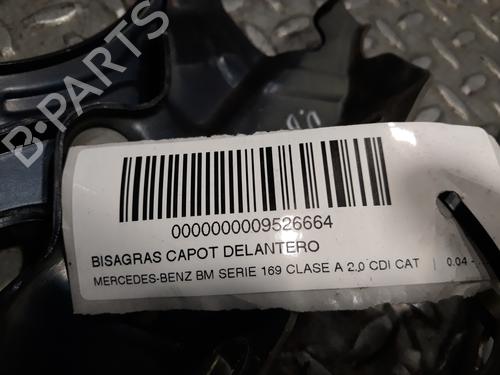 B-PARTS
0000000009526664
BISAGRAS CAPOT DELANTERO
MERCEDES-BENZ BM SERIE 169 CLASE A 2.0 CDI CAT | 0.04 -